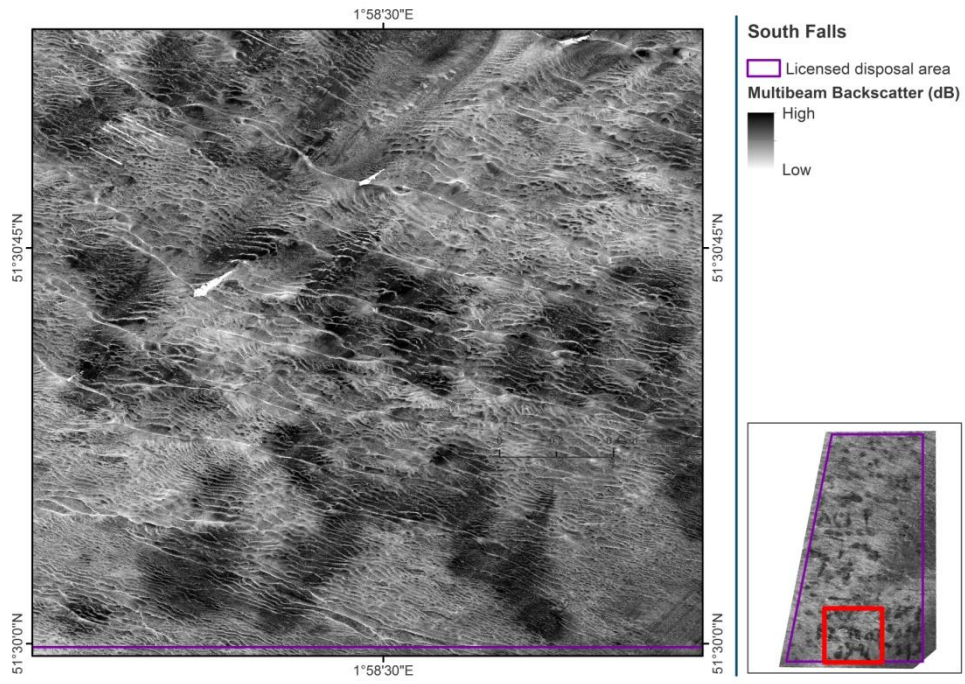 1°58'30"E
South Falls
Licensed disposal area
Multibeam Backscatter (dB)
High
Low
51°30'45"N
51°30'45"N
51°30'0"N
51°30'0"N
1°58'30"E